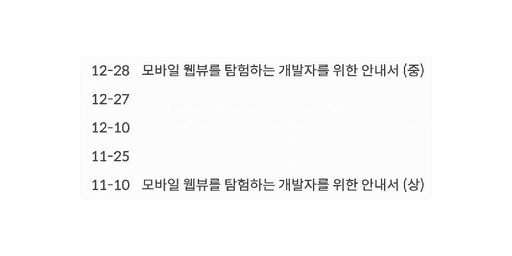 12-28 모바일 웹뷰를 탐험하는 개발자를 위한 안내서 (중)
12-27
12-10
11-25
11-10 모바일 웹뷰를 탐험하는 개발자를 위한 안내서 (상)